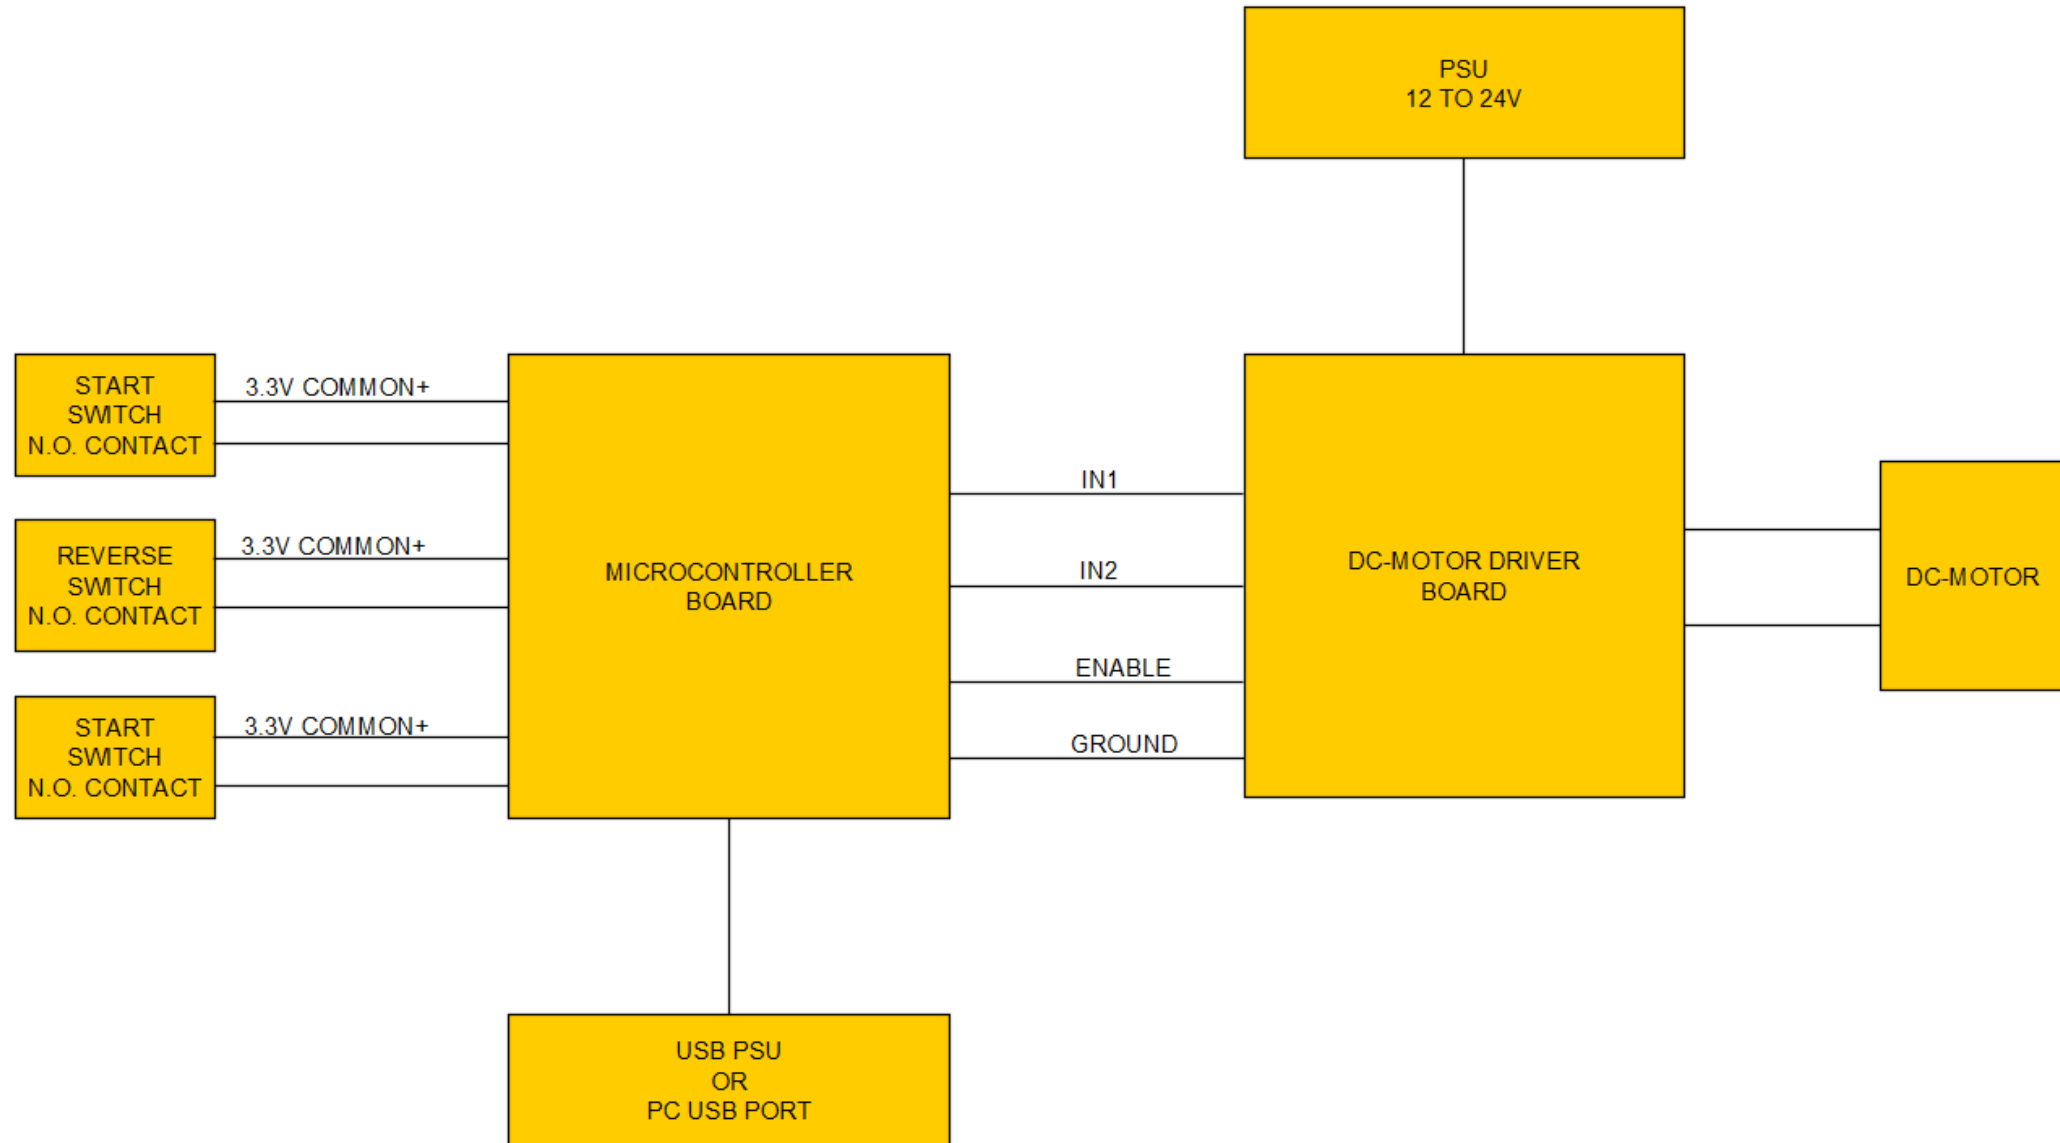 PSU
12 TO 24V
START
SWITCH
N.O. CONTACT
3.3V COMMON+
REVERSE
SWITCH
N.O. CONTACT
3.3V COMMON+
START
SWITCH
N.O. CONTACT
3.3V COMMON+
MICROCONTROLLER
BOARD
IN1
IN2
ENABLE
GROUND
DC-MOTOR DRIVER
BOARD
DC-MOTOR
USB PSU
OR
PC USB PORT